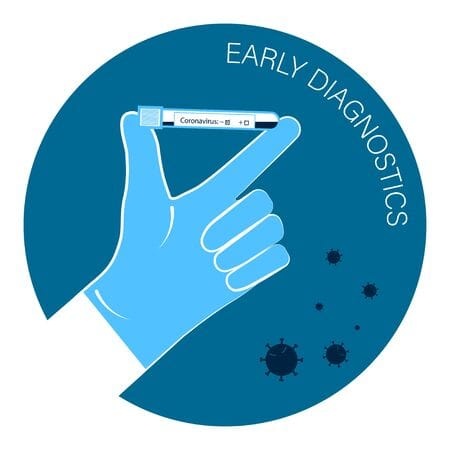 EARLY DIAGNOSTICS
Coronavirus: - ☑ + ☐